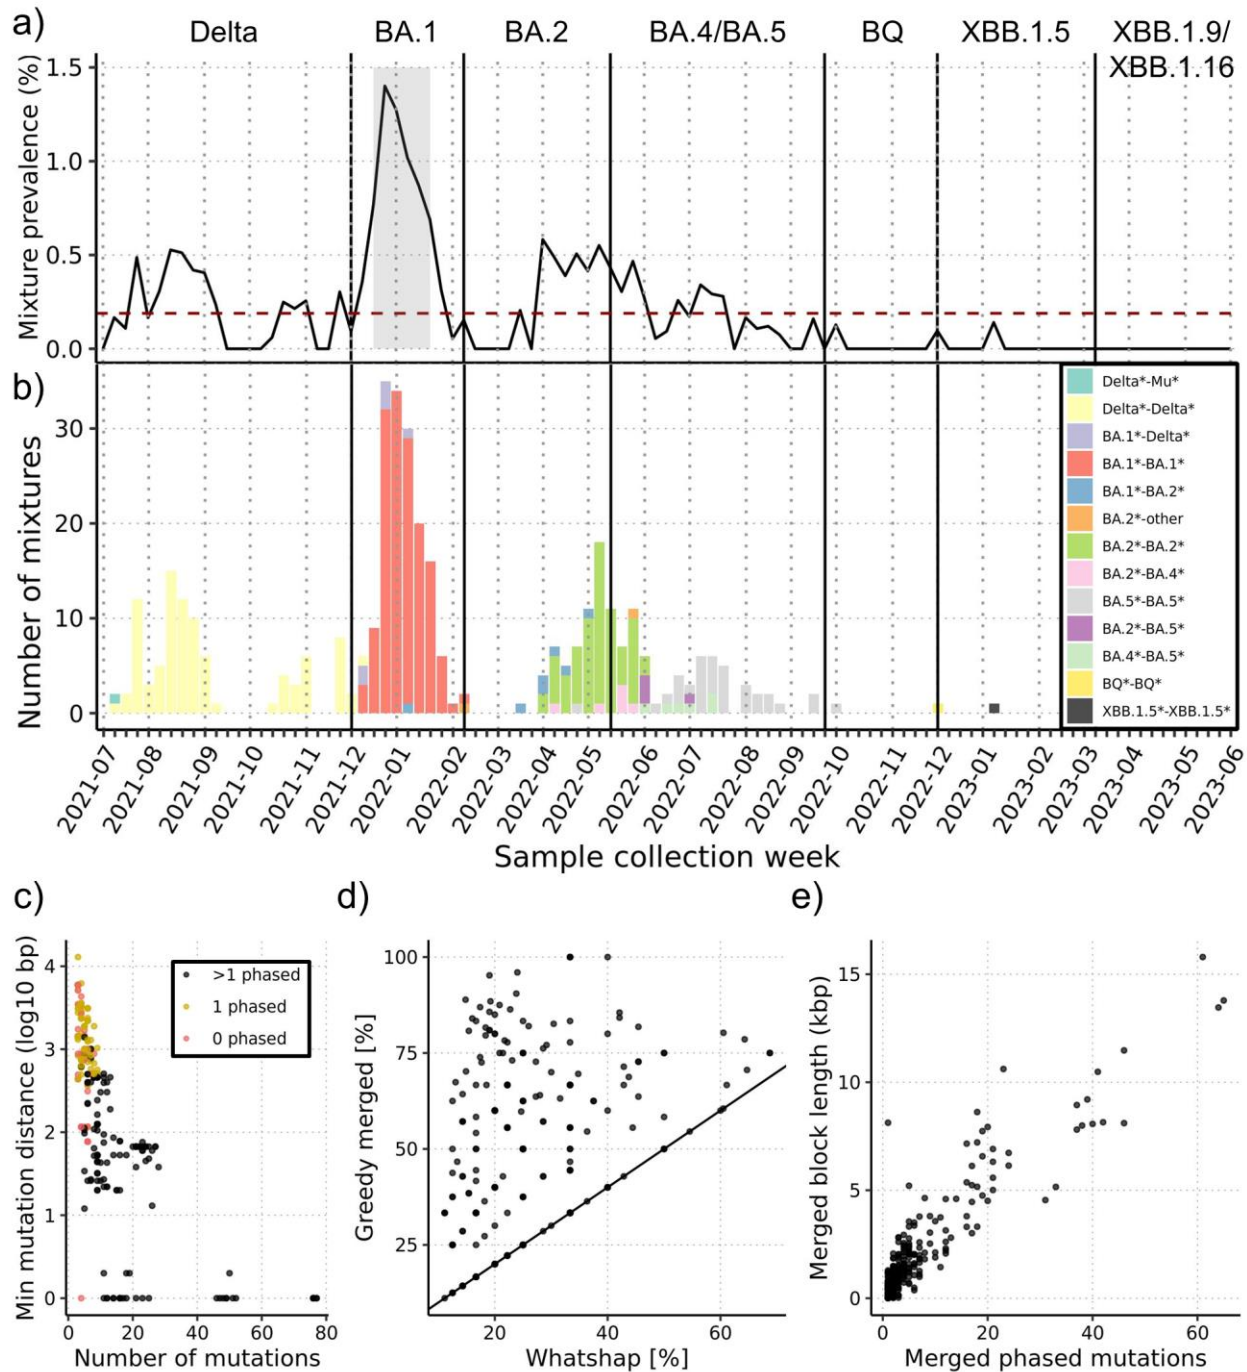 a)
Delta BA.1 BA.2 BA.4/BA.5 BQ XBB.1.5 XBB.1.9/
XBB.1.16
Mixture prevalence (%)
1.5
1.0
0.5
0.0
b)
Number of mixtures
30
20
10
0
Delta*-Mu*
Delta*-Delta*
BA.1*-Delta*
BA.1*-BA.1*
BA.1*-BA.2*
BA.2*-other
BA.2*-BA.2*
BA.2*-BA.4*
BA.5*-BA.5*
BA.2*-BA.5*
BA.4*-BA.5*
BQ*-BQ*
XBB.1.5*-XBB.1.5*
2021-07 2021-08 2021-09 2021-10 2021-11 2021-12 2022-01 2022-02 2022-03 2022-04 2022-05 2022-06 2022-07 2022-08 2022-09 2022-10 2022-11 2022-12 2023-01 2023-02 2023-03 2023-04 2023-05 2023-06
Sample collection week
c)
Min mutation distance (log10 bp)
4
3
2
1
0
>1 phased
1 phased
0 phased
0 20 40 60 80
Number of mutations
d)
Greedy merged [%]
100
75
50
25
20 40 60
Whatshap [%]
e)
Merged block length (kbp)
15
10
5
0
0 20 40 60
Merged phased mutations